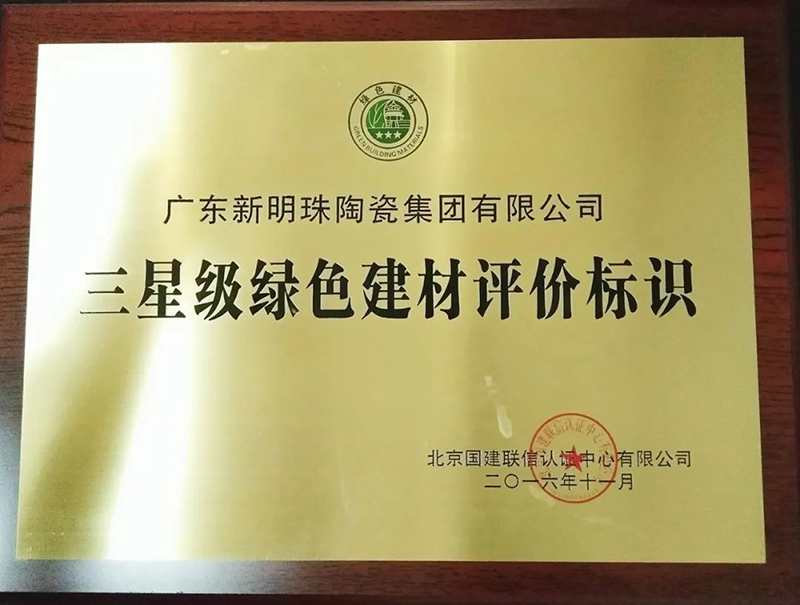 绿色建材
GREEN BUILDING MATERIALS
广东新明珠陶瓷集团有限公司
三星级绿色建材评价标识
北京国建联信认证中心有限公司
二〇一六年十一月